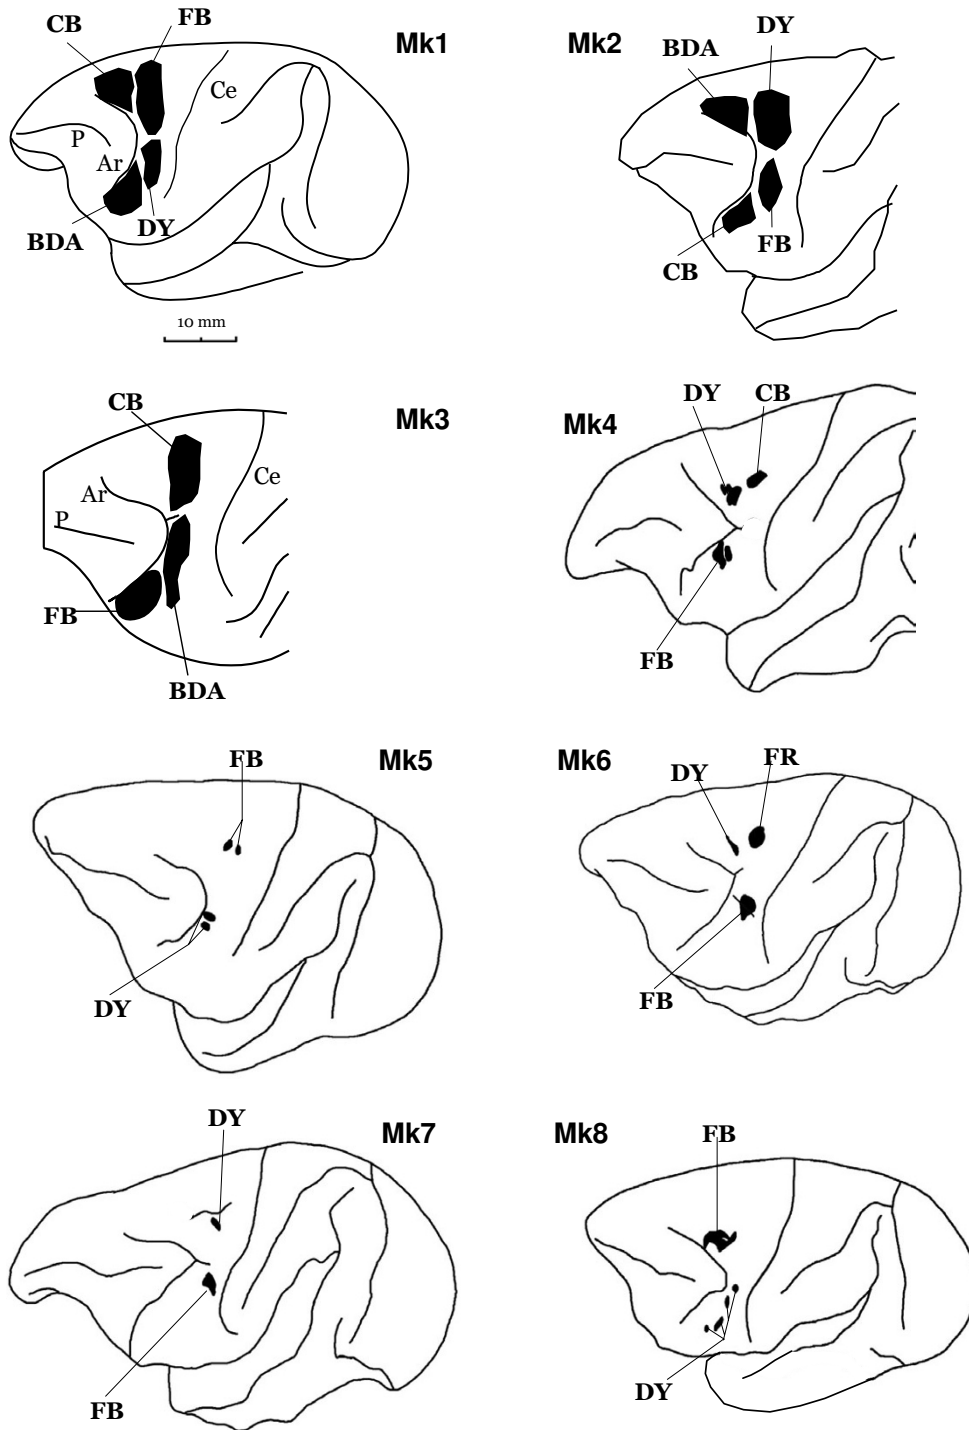 CB FB Mk1
Ce
P
Ar
BDA DY
10 mm
Mk2
BDA DY
CB FB
Mk3
CB
Ar Ce
P
FB
BDA
Mk4
DY CB
FB
Mk5
FB
DY
Mk6
DY FR
FB
Mk7
DY
FB
Mk8
FB
DY